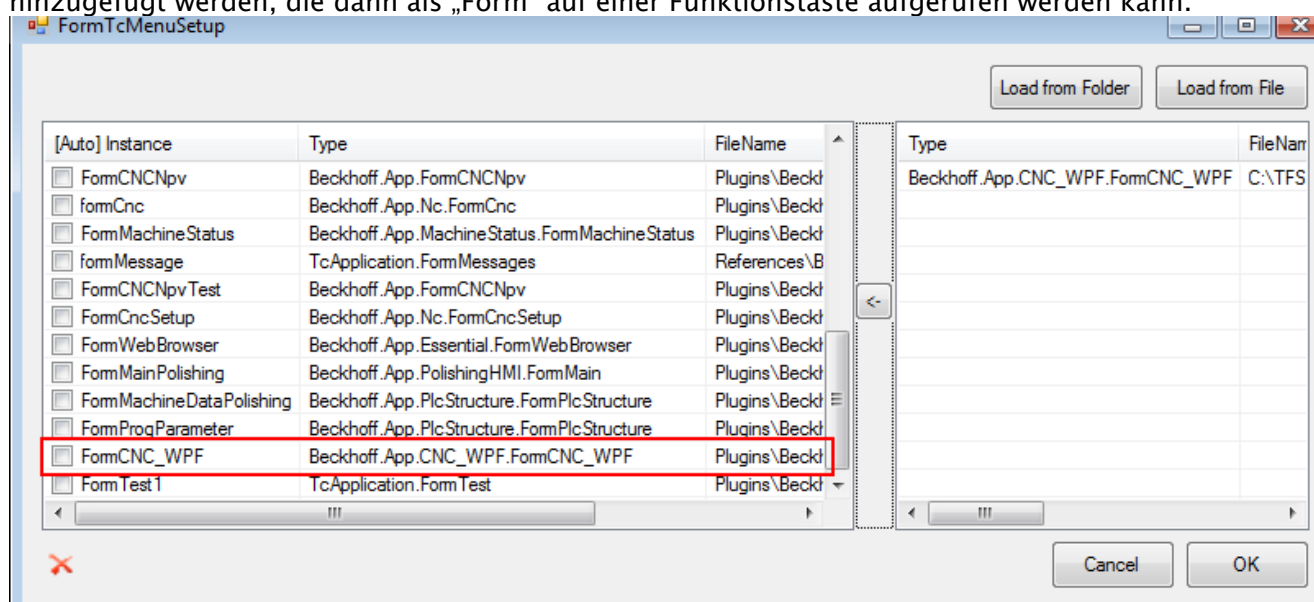 hinzugefügt werden, die dann als „Form" auf einer Funktionstaste aufgerufen werden kann.
FormTcMenuSetup
Load from Folder Load from File
[Auto] Instance Type FileName Type FileNam
FormCNCNpv Beckhoff.App.FormCNCNpv Plugins\Beckh Beckhoff.App.CNC_WPF.FormCNC_WPF C:\TFS
formCnc Beckhoff.App.Nc.FormCnc Plugins\Beckh
FormMachineStatus Beckhoff.App.MachineStatus.FormMachineStatus Plugins\Beckh
formMessage TcApplication.FormMessages References\B
FormCNCNpvTest Beckhoff.App.FormCNCNpv Plugins\Beckh
<-
FormCncSetup Beckhoff.App.Nc.FormCncSetup Plugins\Beckh
FormWebBrowser Beckhoff.App.Essential.FormWebBrowser Plugins\Beckh
FormMainPolishing Beckhoff.App.PolishingHMI.FormMain Plugins\Beckh
FormMachineDataPolishing Beckhoff.App.PlcStructure.FormPlcStructure Plugins\Beckh
FormProgParameter Beckhoff.App.PlcStructure.FormPlcStructure Plugins\Beckh
FormCNC_WPF Beckhoff.App.CNC_WPF.FormCNC_WPF Plugins\Beckh
FormTest1 TcApplication.FormTest Plugins\Beckh
Cancel OK